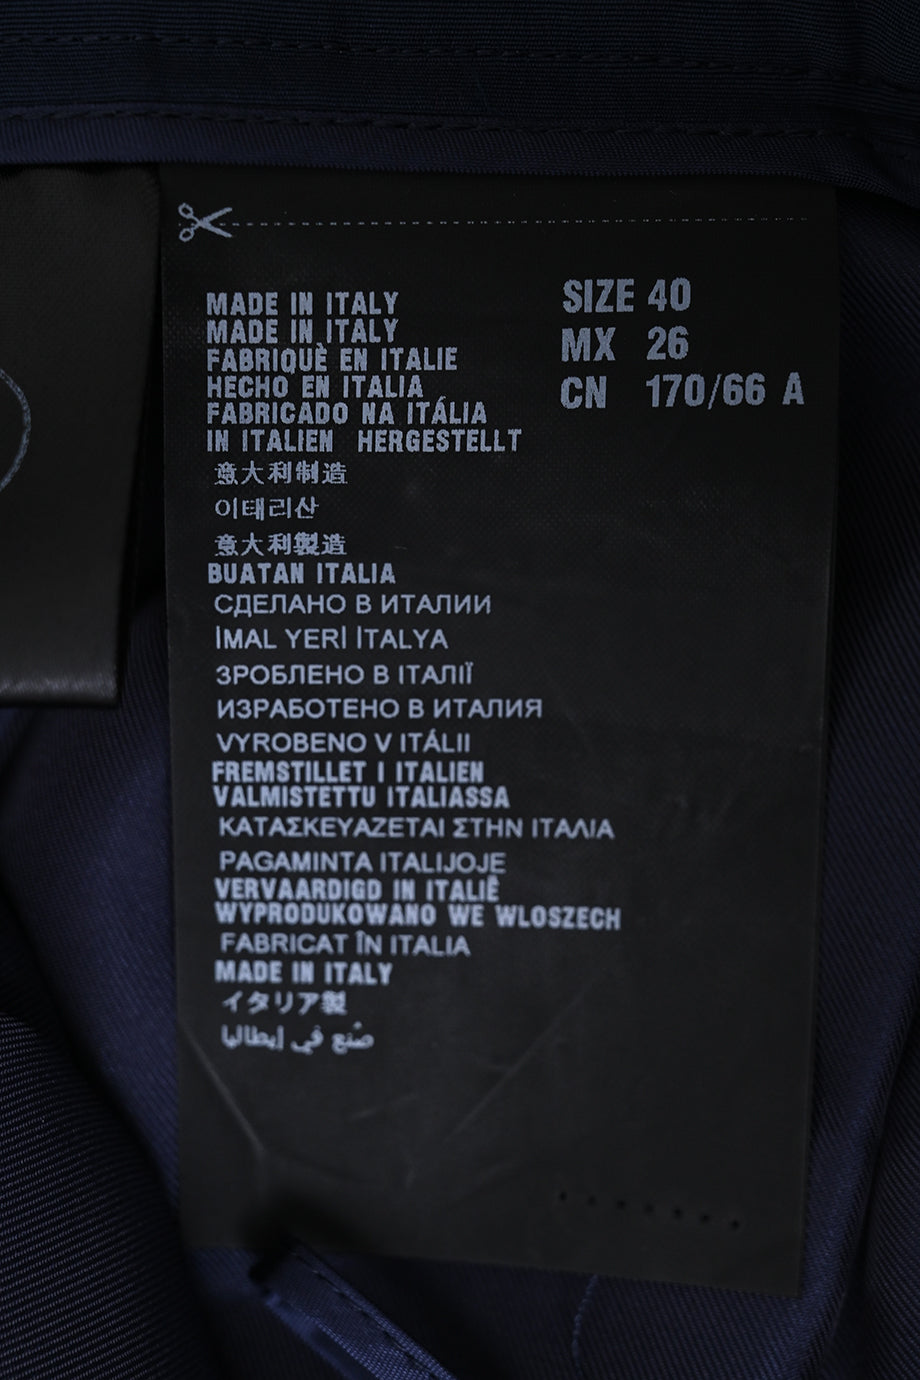 MADE IN ITALY
MADE IN ITALY
FABRIQUÈ EN ITALIE
HECHO EN ITALIA
FABRICADO NA ITÁLIA
IN ITALIEN HERGESTELLT
意大利制造
이태리산
意大利製造
BUATAN ITALIA
СДЕЛАНО В ИТАЛИИ
İMAL YERİ İTALYA
ЗРОБЛЕНО В ІТАЛІЇ
ИЗРАБОТЕНО В ИТАЛИЯ
VYROBENO V ITÁLII
FREMSTILLET I ITALIEN
VALMISTETTU ITALIASSA
ΚΑΤΑΣΚΕΥΑΖΕΤΑΙ ΣΤΗΝ ΙΤΑΛΙΑ
PAGAMINTA ITALIJOJE
VERVAARDIGD IN ITALIË
WYPRODUKOWANO WE WLOSZECH
FABRICAT ÎN ITALIA
MADE IN ITALY
イタリア製
صنع في إيطاليا
SIZE 40
MX 26
CN 170/66 A